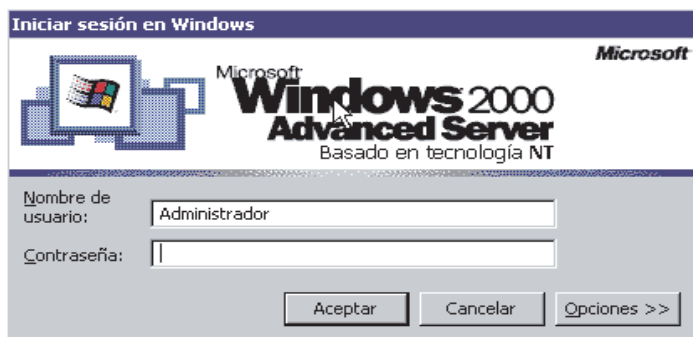 Iniciar sesión en Windows
Microsoft
Microsoft
Windows 2000
Advanced Server
Basado en tecnología NT
Nombre de
usuario:
Administrador
Contraseña:
Aceptar
Cancelar
Opciones >>